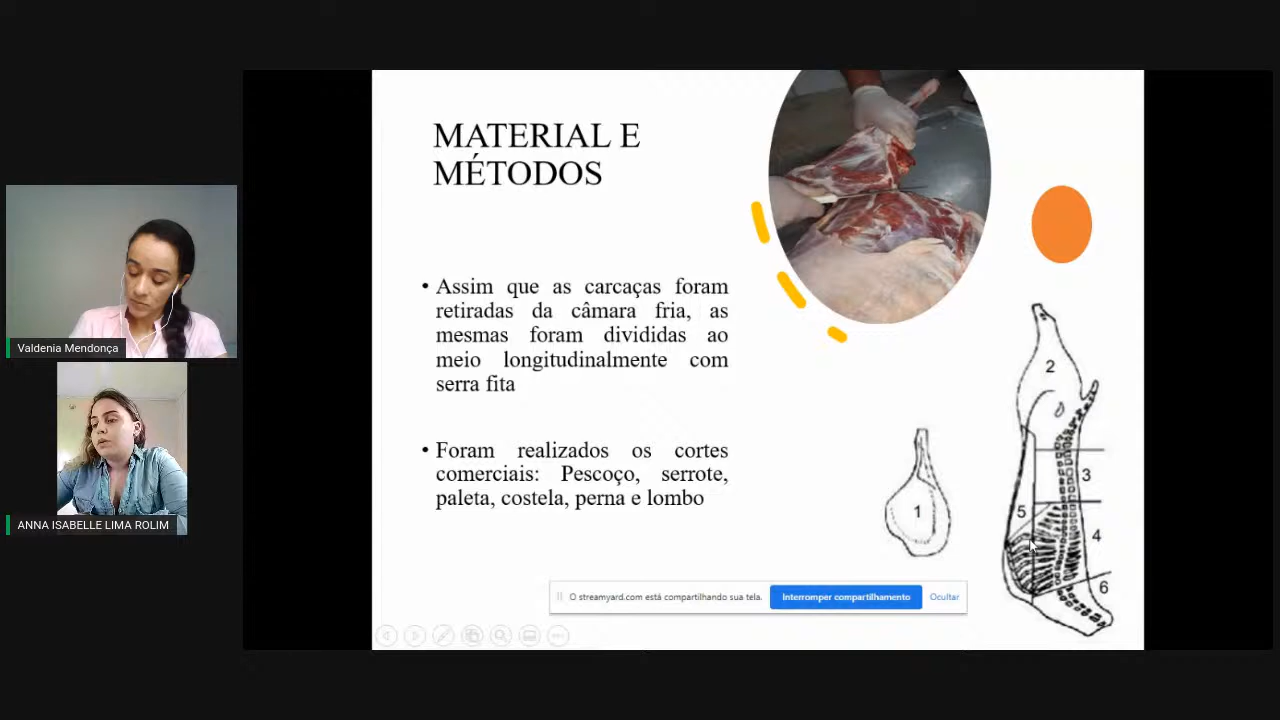 MATERIAL E
MÉTODOS
• Assim que as carcaças foram
retiradas da câmara fria, as
mesmas foram divididas ao
meio longitudinalmente com
serra fita
• Foram realizados os cortes
comerciais: Pescoço, serrote,
paleta, costela, perna e lombo
1
2
3
4
5
6
Valdenia Mendonça
ANNA ISABELLE LIMA ROLIM
O streamyard.com está compartilhando sua tela.
Interromper compartilhamento
Ocultar